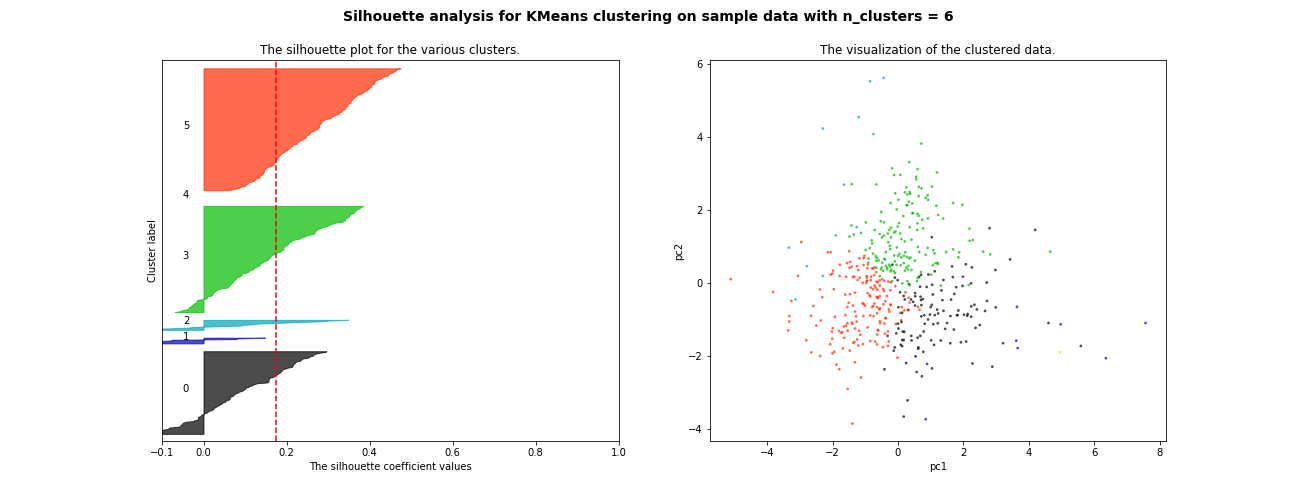 Silhouette analysis for KMeans clustering on sample data with n_clusters = 6
The silhouette plot for the various clusters.
Cluster label
5
4
3
2
1
0
−0.1 0.0 0.2 0.4 0.6 0.8 1.0
The silhouette coefficient values
The visualization of the clustered data.
pc2
6
4
2
0
−2
−4
−4 −2 0 2 4 6 8
pc1